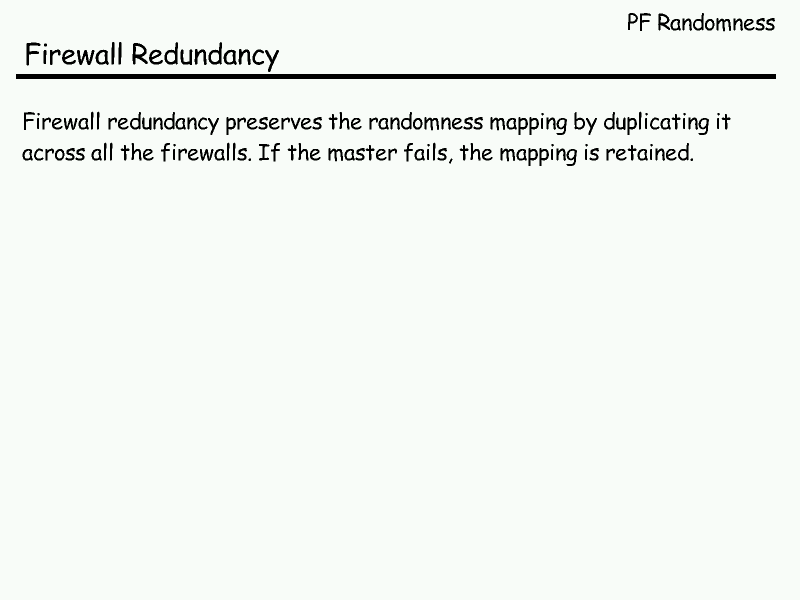 PF Randomness
Firewall Redundancy
Firewall redundancy preserves the randomness mapping by duplicating it
across all the firewalls. If the master fails, the mapping is retained.